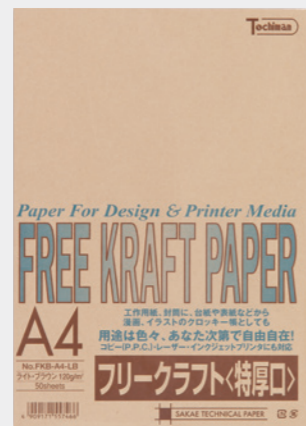 Tochiman
Paper For Design & Printer Media
FREE KRAFT PAPER
A4
No.FKB-A4-LB
ライトブラウン 120g/m²
50sheets
工作用紙、封筒に、台紙や表紙などから
漫画、イラストのクロッキー帳としても
用途は色々、あなた次第で自由自在!
コピー(P.P.C.)・レーザー・インクジェットプリンタにも対応
フリークラフト〈特厚口〉
SAKAE TECHNICAL PAPER